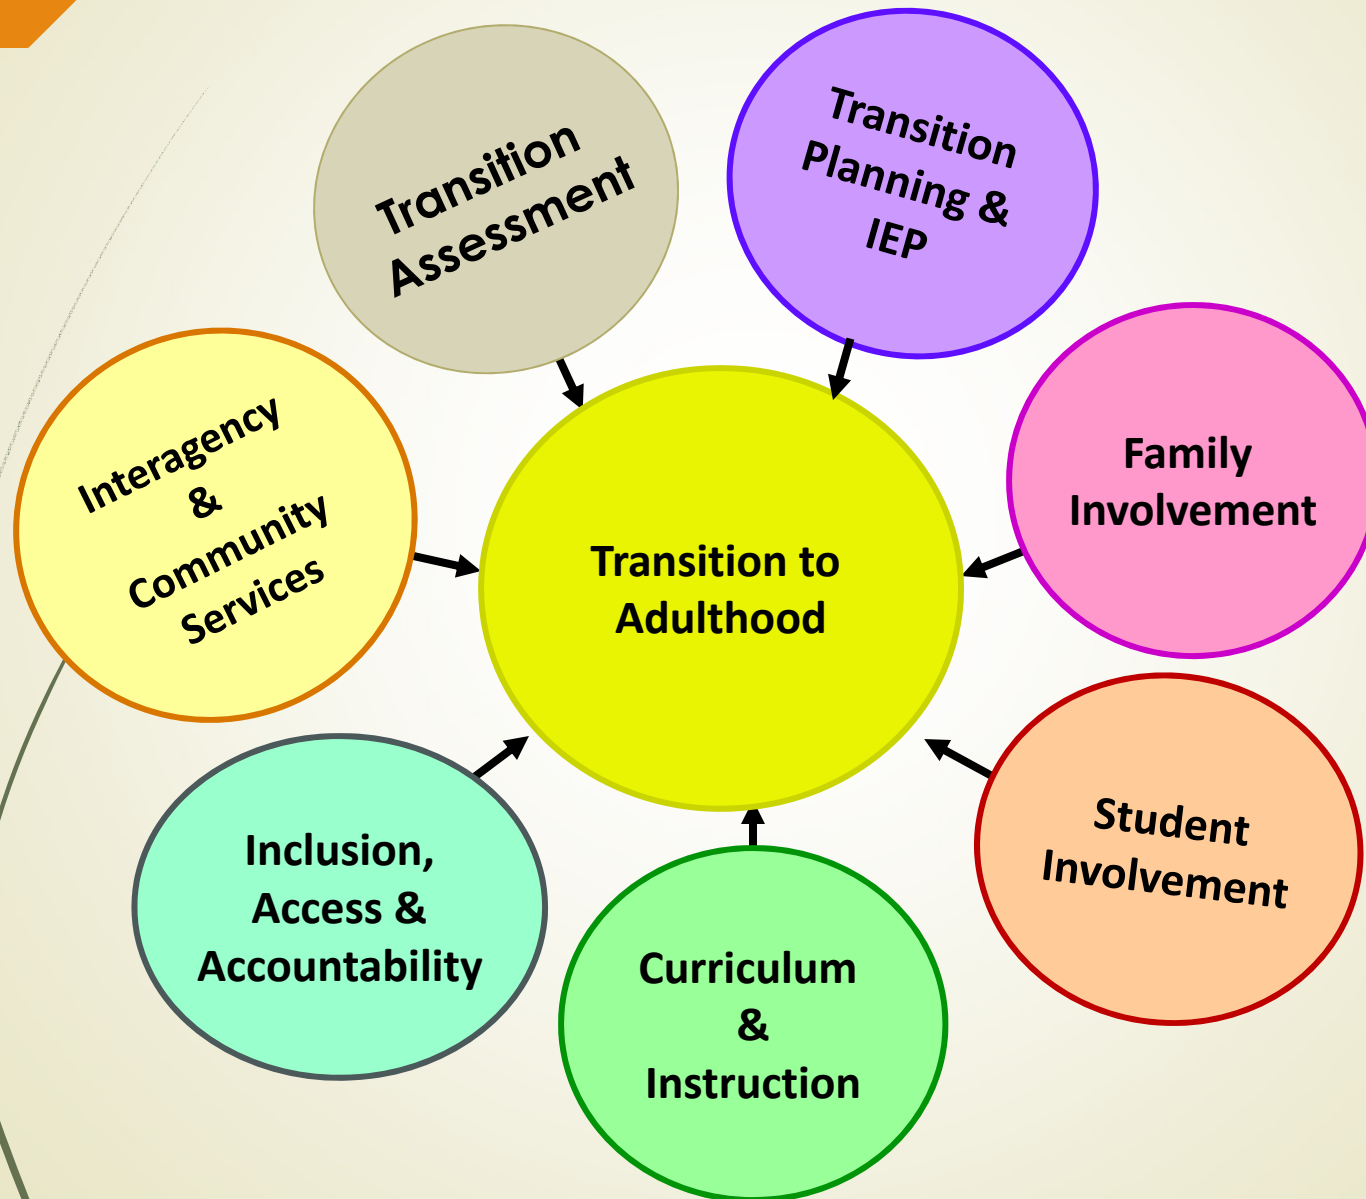 Transition
Assessment
Transition
Planning &
IEP
Interagency
&
Community
Services
Family
Involvement
Transition to
Adulthood
Inclusion,
Access &
Accountability
Student
Involvement
Curriculum
&
Instruction